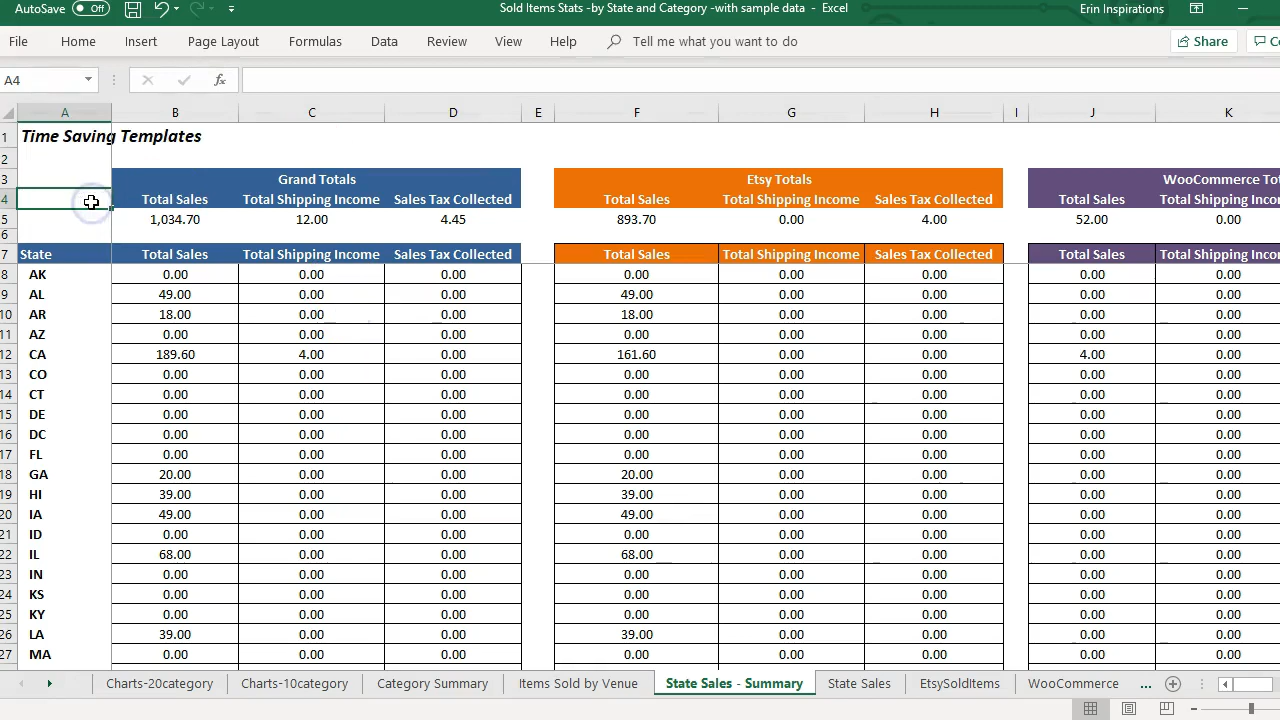 AutoSave Off Sold Items Stats -by State and Category -with sample data - Excel Erin Inspirations
File Home Insert Page Layout Formulas Data Review View Help Tell me what you want to do Share
A4 fx
A B C D E F G H I J K
1 Time Saving Templates
2
3 Grand Totals Etsy Totals WooCommerce
4 Total Sales Total Shipping Income Sales Tax Collected Total Sales Total Shipping Income Sales Tax Collected Total Sales Total Shipping
5 1,034.70 12.00 4.45 893.70 0.00 4.00 52.00 0.00
6
7 State Total Sales Total Shipping Income Sales Tax Collected Total Sales Total Shipping Income Sales Tax Collected Total Sales Total Shipping
8 AK 0.00 0.00 0.00 0.00 0.00 0.00 0.00 0.00
9 AL 49.00 0.00 0.00 49.00 0.00 0.00 0.00 0.00
10 AR 18.00 0.00 0.00 18.00 0.00 0.00 0.00 0.00
11 AZ 0.00 0.00 0.00 0.00 0.00 0.00 0.00 0.00
12 CA 189.60 4.00 0.00 161.60 0.00 0.00 4.00 0.00
13 CO 0.00 0.00 0.00 0.00 0.00 0.00 0.00 0.00
14 CT 0.00 0.00 0.00 0.00 0.00 0.00 0.00 0.00
15 DE 0.00 0.00 0.00 0.00 0.00 0.00 0.00 0.00
16 DC 0.00 0.00 0.00 0.00 0.00 0.00 0.00 0.00
17 FL 0.00 0.00 0.00 0.00 0.00 0.00 0.00 0.00
18 GA 20.00 0.00 0.00 20.00 0.00 0.00 0.00 0.00
19 HI 39.00 0.00 0.00 39.00 0.00 0.00 0.00 0.00
20 IA 49.00 0.00 0.00 49.00 0.00 0.00 0.00 0.00
21 ID 0.00 0.00 0.00 0.00 0.00 0.00 0.00 0.00
22 IL 68.00 0.00 0.00 68.00 0.00 0.00 0.00 0.00
23 IN 0.00 0.00 0.00 0.00 0.00 0.00 0.00 0.00
24 KS 0.00 0.00 0.00 0.00 0.00 0.00 0.00 0.00
25 KY 0.00 0.00 0.00 0.00 0.00 0.00 0.00 0.00
26 LA 39.00 0.00 0.00 39.00 0.00 0.00 0.00 0.00
27 MA 0.00 0.00 0.00 0.00 0.00 0.00 0.00 0.00
Charts-20category Charts-10category Category Summary Items Sold by Venue State Sales - Summary State Sales EtsySoldItems WooCommerce ...